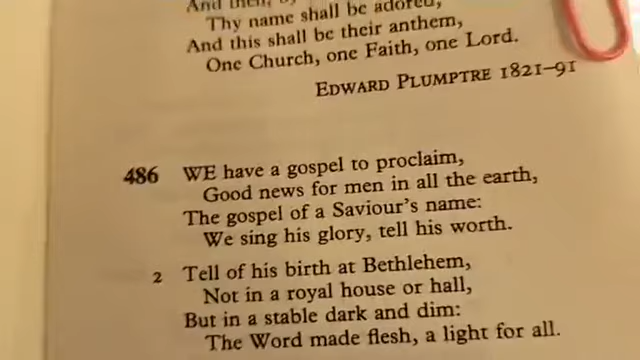 And then, by
Thy name shall be adored,
And this shall be their anthem,
One Church, one Faith, one Lord.
EDWARD PLUMPTRE 1821–91
486 WE have a gospel to proclaim,
Good news for men in all the earth,
The gospel of a Saviour's name:
We sing his glory, tell his worth.
2 Tell of his birth at Bethlehem,
Not in a royal house or hall,
But in a stable dark and dim:
The Word made flesh, a light for all.